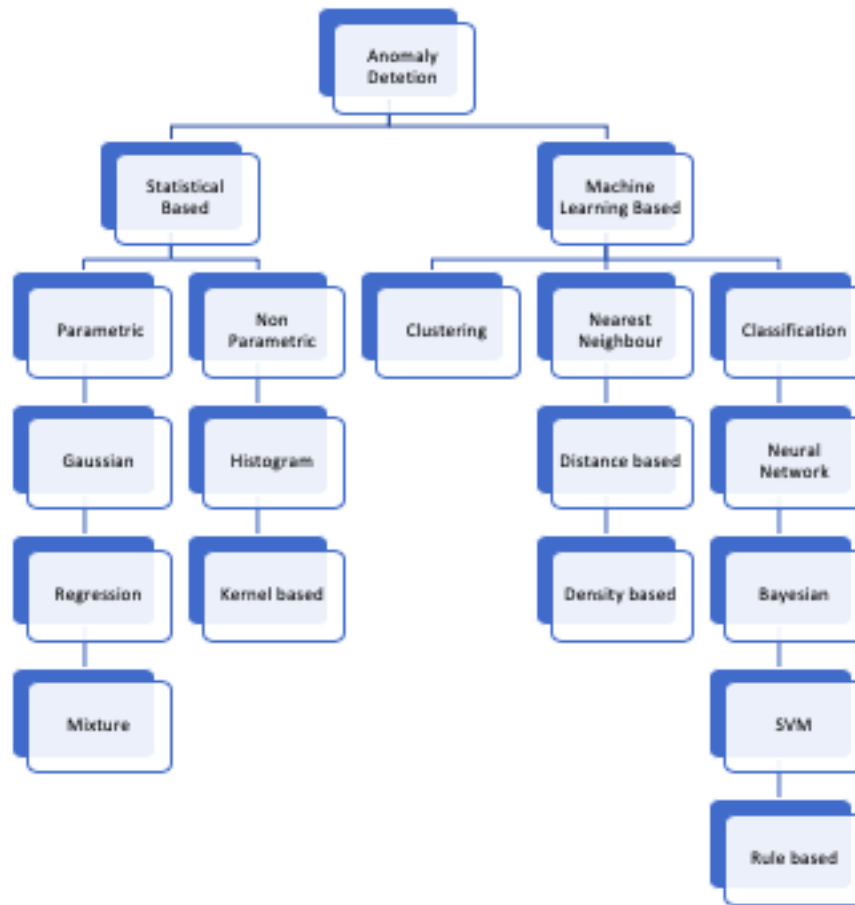 Anomaly
Detetion
Statistical
Based
Machine
Learning Based
Parametric
Non
Parametric
Clustering
Nearest
Neighbour
Classification
Gaussian
Histogram
Distance based
Neural
Network
Regression
Kernel based
Density based
Bayesian
Mixture
SVM
Rule based